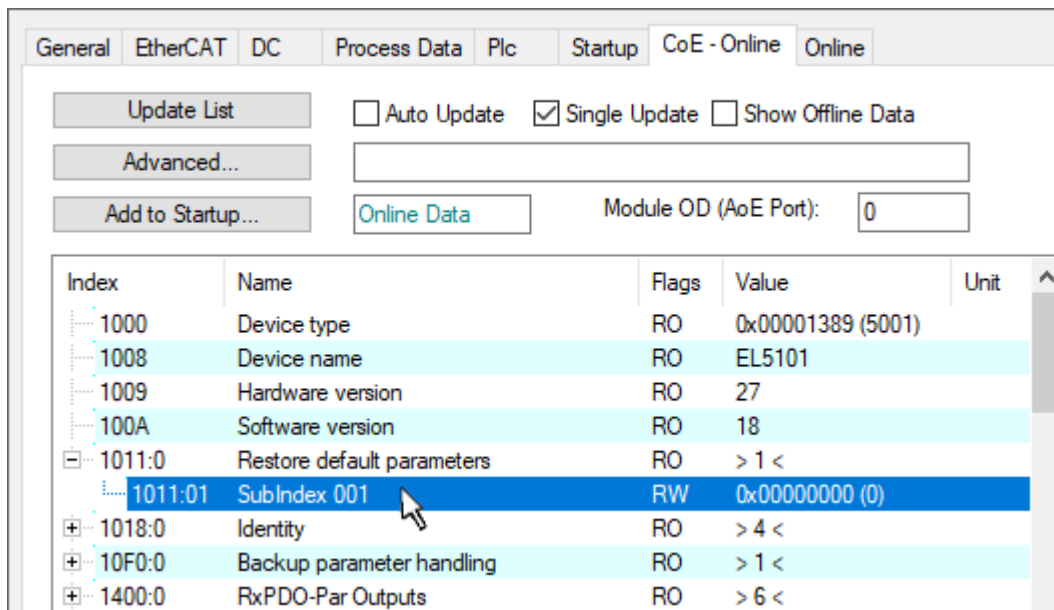 General EtherCAT DC Process Data Plc Startup CoE - Online Online
Update List Auto Update Single Update Show Offline Data
Advanced...
Add to Startup... Online Data Module OD (AoE Port): 0
Index Name Flags Value Unit
1000 Device type RO 0x00001389 (5001)
1008 Device name RO EL5101
1009 Hardware version RO 27
100A Software version RO 18
1011:0 Restore default parameters RO > 1 <
1011:01 SubIndex 001 RW 0x00000000 (0)
1018:0 Identity RO > 4 <
10F0:0 Backup parameter handling RO > 1 <
1400:0 RxPDO-Par Outputs RO > 6 <